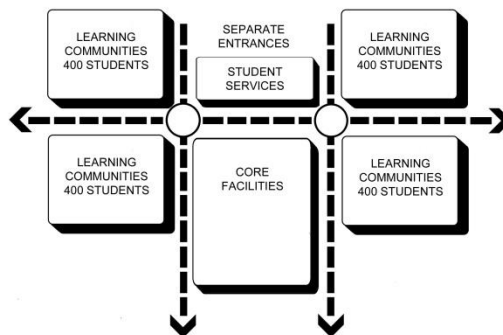 LEARNING
COMMUNITIES
400 STUDENTS
SEPARATE
ENTRANCES
STUDENT
SERVICES
LEARNING
COMMUNITIES
400 STUDENTS
LEARNING
COMMUNITIES
400 STUDENTS
CORE
FACILITIES
LEARNING
COMMUNITIES
400 STUDENTS